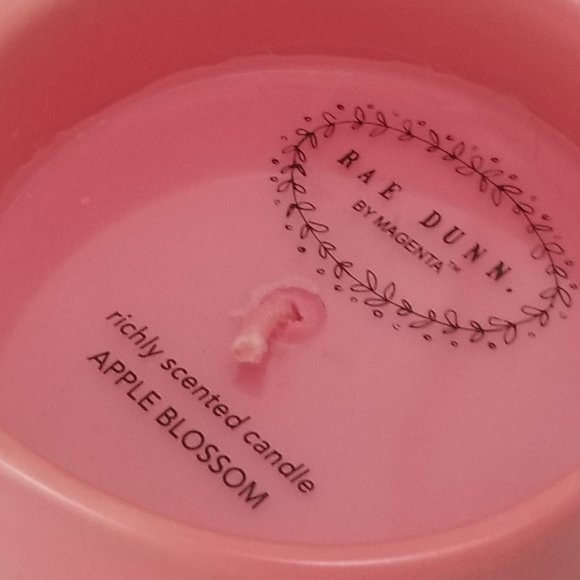 RAE DUNN.
BY MAGENTA™
richly scented candle
APPLE BLOSSOM